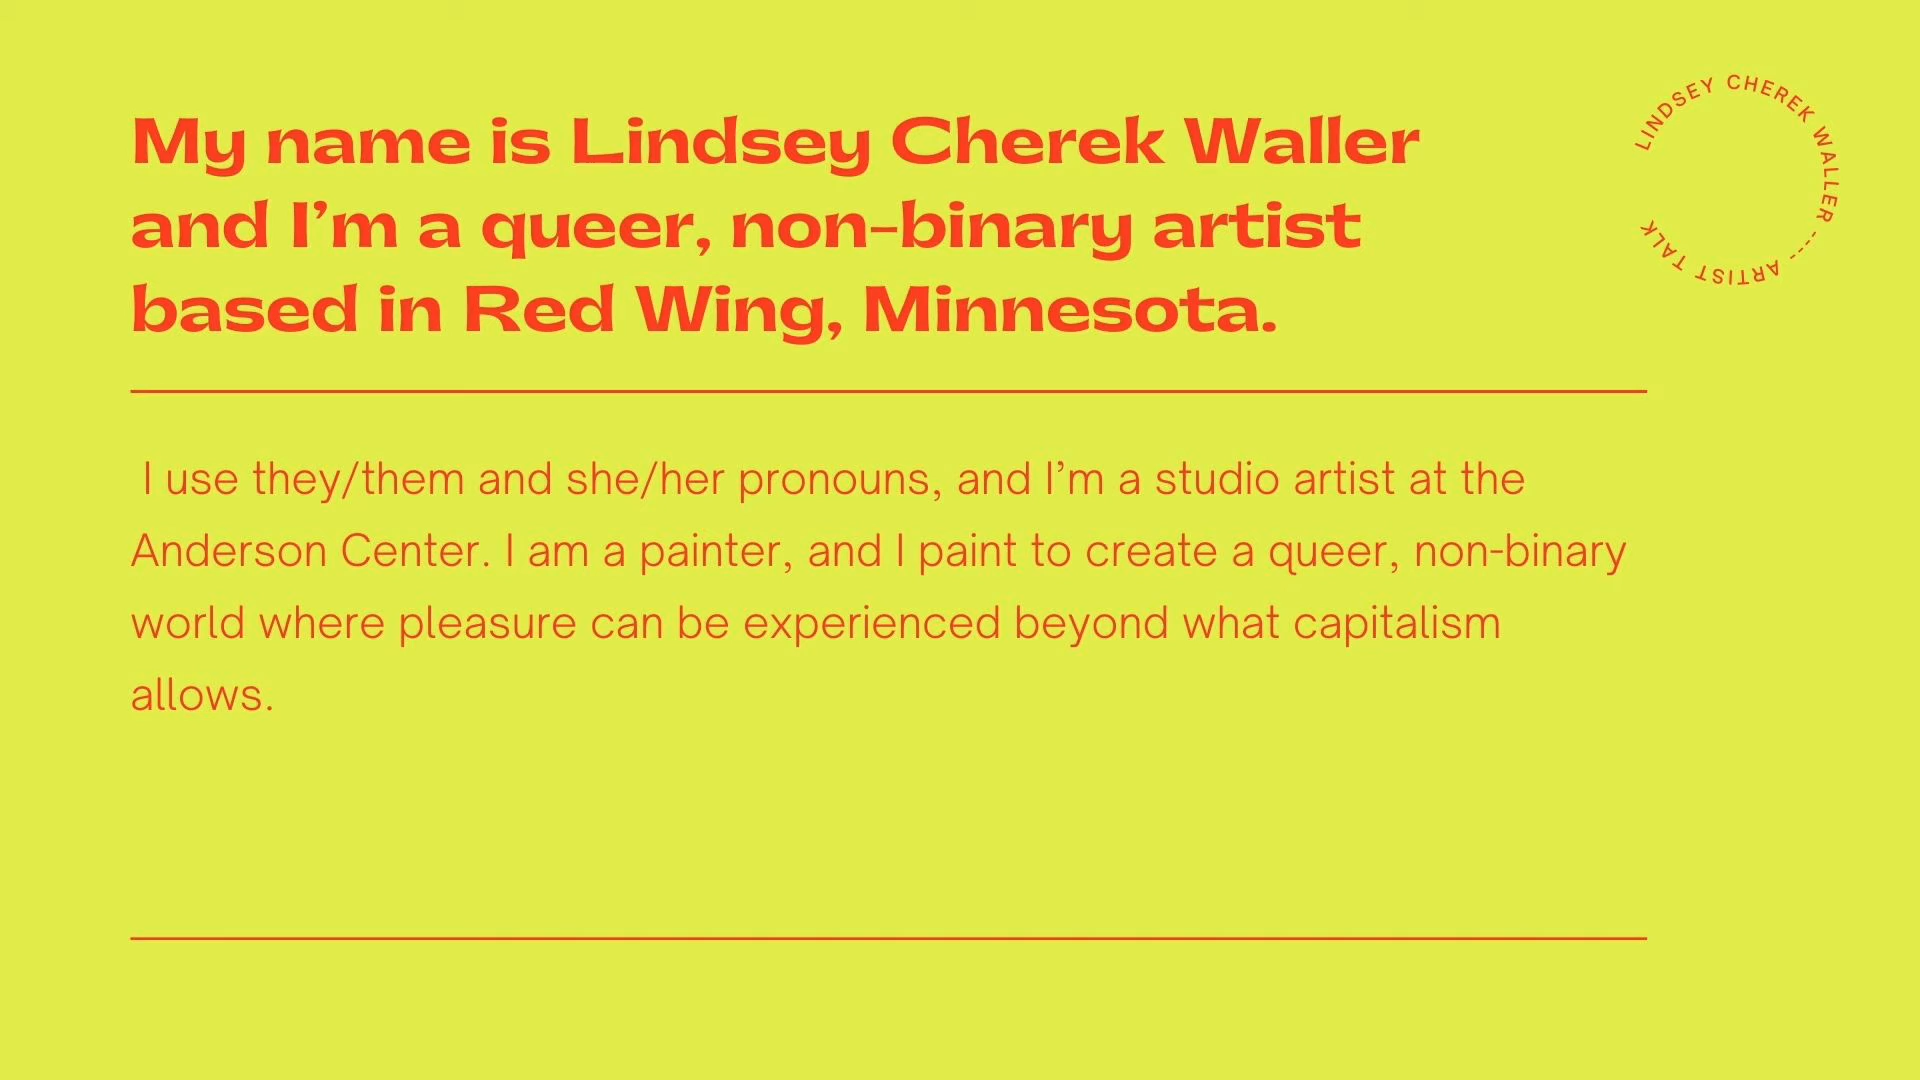 My name is Lindsey Cherek Waller
and I’m a queer, non-binary artist
based in Red Wing, Minnesota.
LINDSEY CHEREK WALLER ---- ARTIST TALK
I use they/them and she/her pronouns, and I’m a studio artist at the
Anderson Center. I am a painter, and I paint to create a queer, non-binary
world where pleasure can be experienced beyond what capitalism
allows.